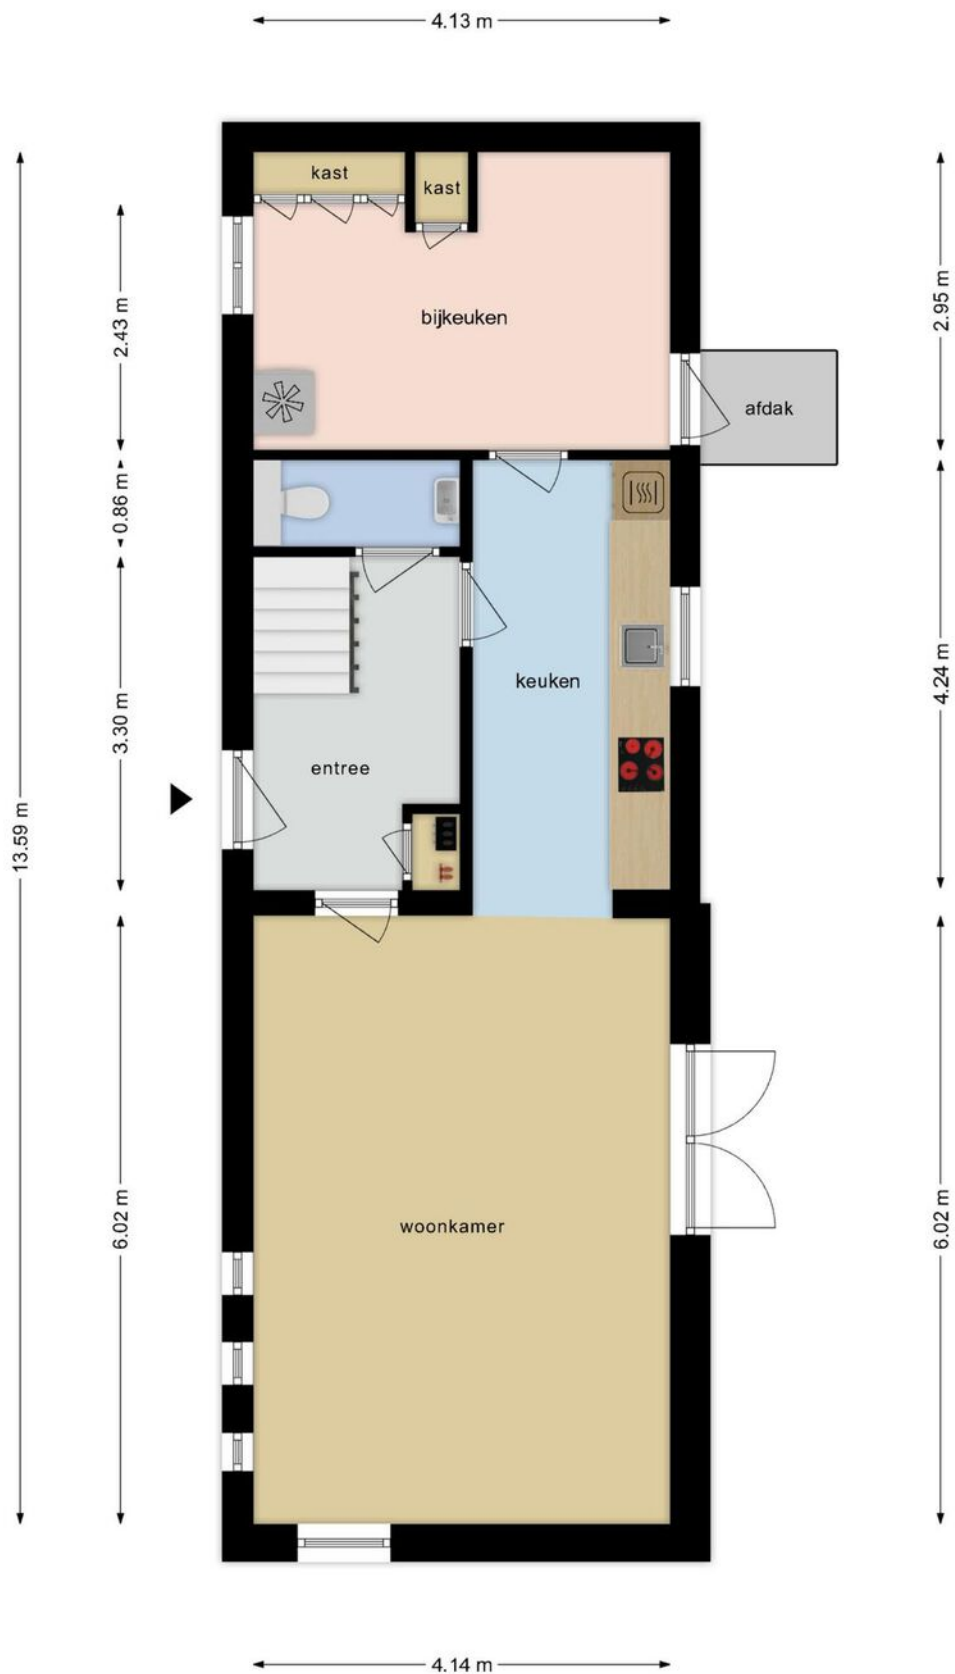 4.13 m
kast
kast
bijkeuken
2.43 m
2.95 m
afdak
0.86 m
keuken
4.24 m
3.30 m
entree
13.59 m
woonkamer
6.02 m
6.02 m
4.14 m